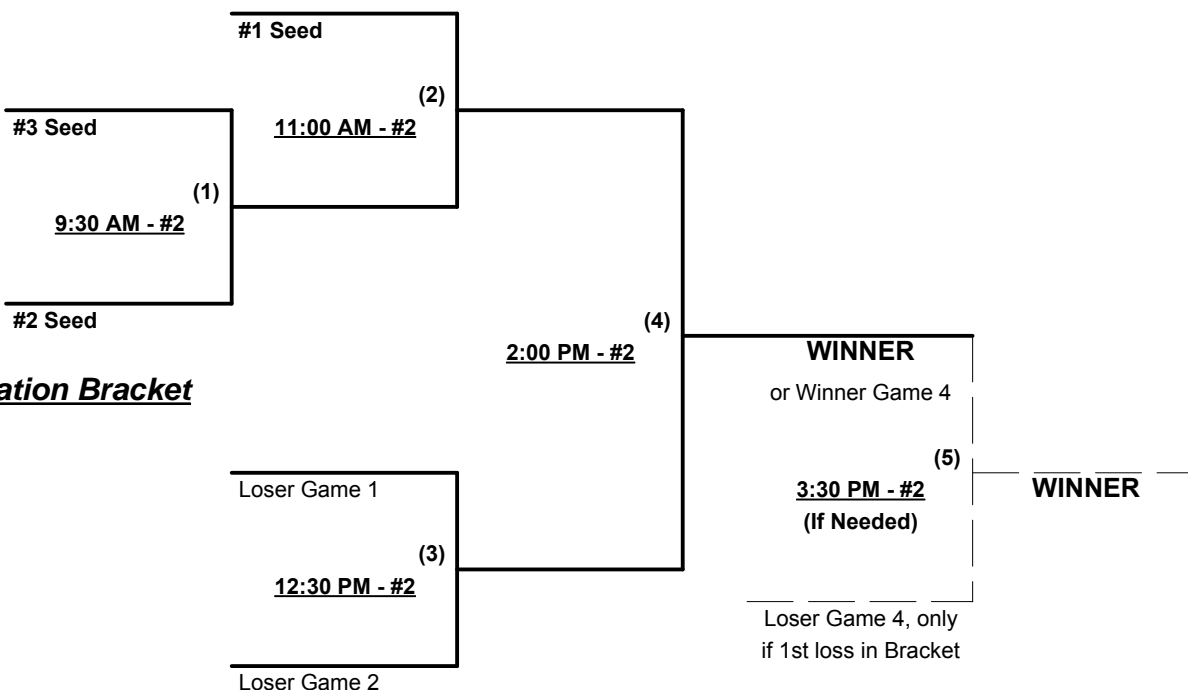 #1 Seed
(2)
11:00 AM - #2
#3 Seed
(1)
9:30 AM - #2
#2 Seed
(4)
2:00 PM - #2
WINNER
or Winner Game 4
ation Bracket
(5)
3:30 PM - #2
(If Needed)
WINNER
Loser Game 1
(3)
12:30 PM - #2
Loser Game 4, only
if 1st loss in Bracket
Loser Game 2